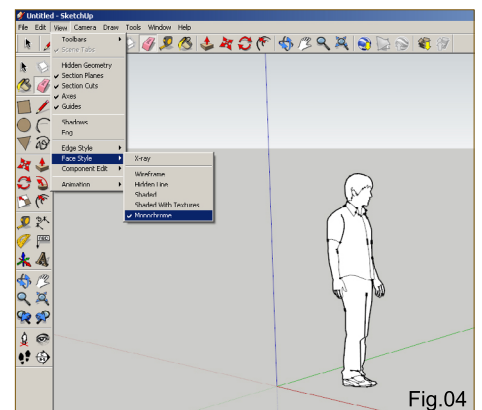 Untitled - SketchUp
File Edit View Camera Draw Tools Window Help
Toolbars
Scene Tabs
Hidden Geometry
Section Planes
Section Cuts
Axes
Guides
Shadows
Fog
Edge Style
Face Style
Component Edit
Animation
X-ray
Wireframe
Hidden Line
Shaded
Shaded With Textures
Monochrome
Fig.04